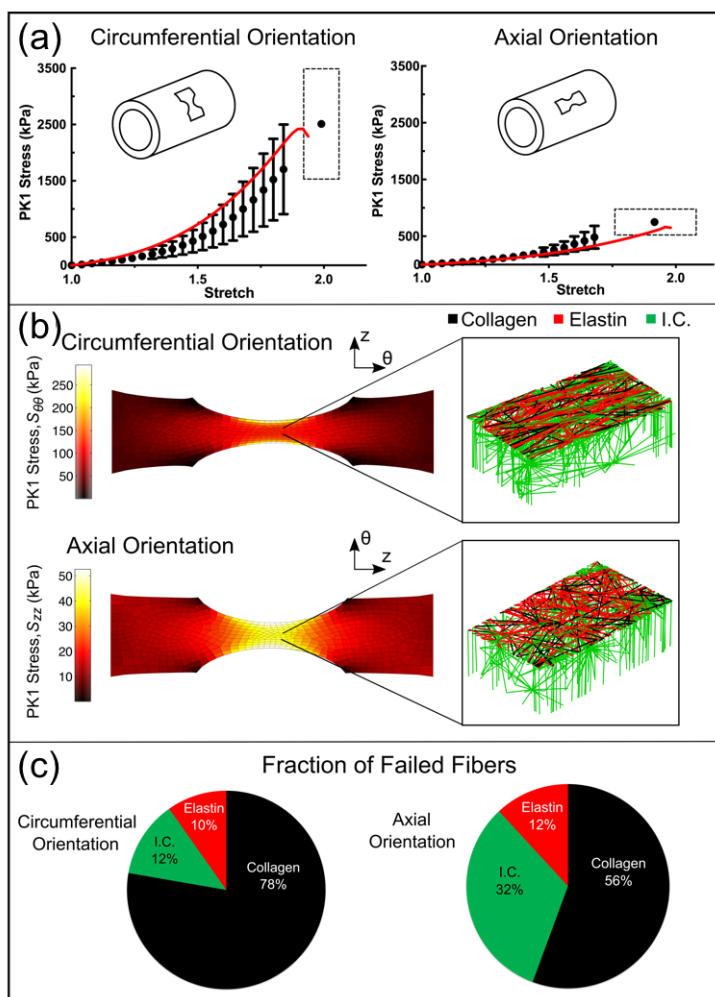 (a)
Circumferential Orientation
Axial Orientation
3500
2500
1500
500
0
1.0
1.5
2.0
PK1 Stress (kPa)
Stretch
3500
2500
1500
500
0
1.0
1.5
2.0
PK1 Stress (kPa)
Stretch
(b)
Collagen
Elastin
I.C.
Circumferential Orientation
z
θ
PK1 Stress, Sθθ (kPa)
250
200
150
100
50
Axial Orientation
θ
z
PK1 Stress, Szz (kPa)
50
40
30
20
10
(c)
Fraction of Failed Fibers
Circumferential
Orientation
Elastin
10%
I.C.
12%
Collagen
78%
Axial
Orientation
Elastin
12%
I.C.
32%
Collagen
56%